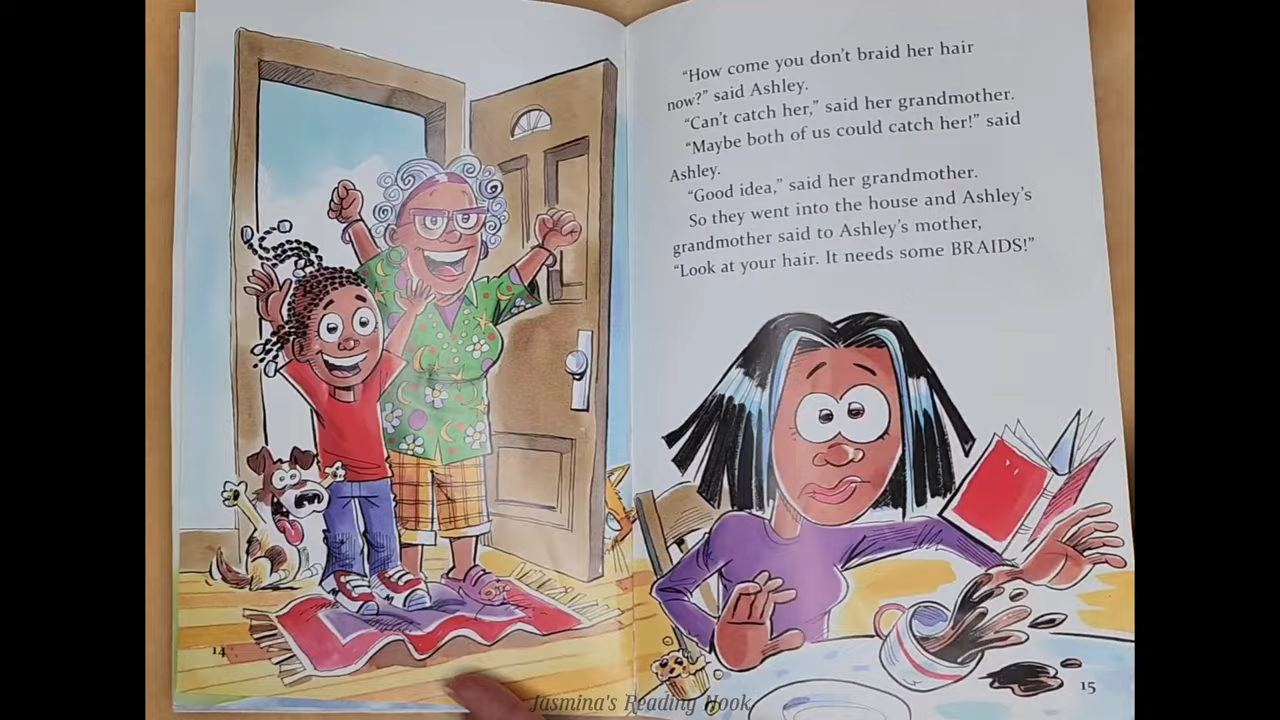 “How come you don’t braid her hair
now?” said Ashley.
“Can’t catch her,” said her grandmother.
“Maybe both of us could catch her!” said
Ashley.
“Good idea,” said her grandmother.
So they went into the house and Ashley’s
grandmother said to Ashley’s mother,
“Look at your hair. It needs some BRAIDS!”
14
15
Jasmina's Reading Nook